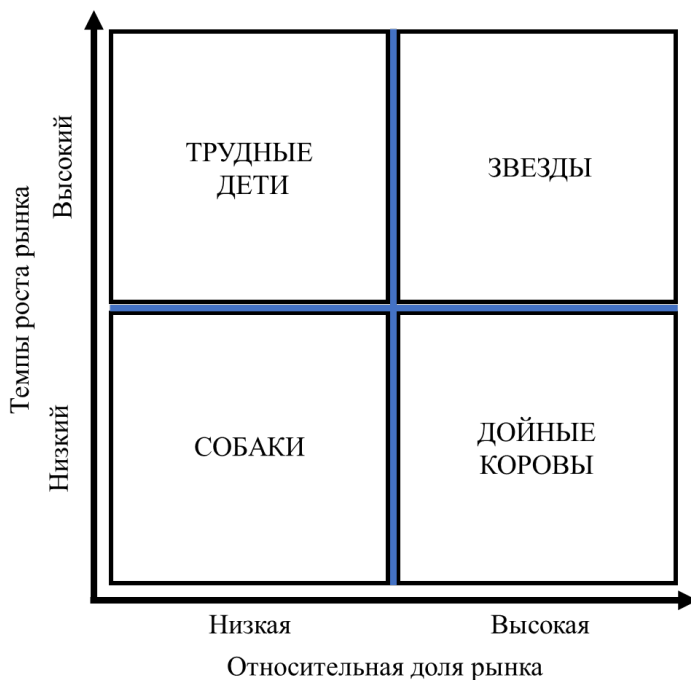 Темпы роста рынка
Высокий
Низкий
ТРУДНЫЕ
ДЕТИ
ЗВЕЗДЫ
СОБАКИ
ДОЙНЫЕ
КОРОВЫ
Низкая
Высокая
Относительная доля рынка